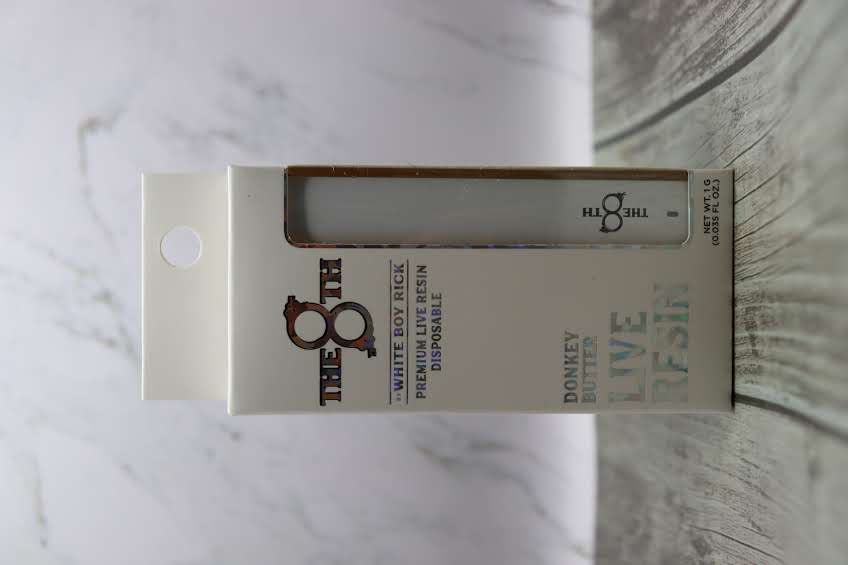 THE 8TH
BY WHITE BOY RICK
PREMIUM LIVE RESIN
DISPOSABLE
THE 8TH
DONKEY
BUTTER
LIVE
RESIN
NET WT. 1 G
(0.035 FL OZ.)